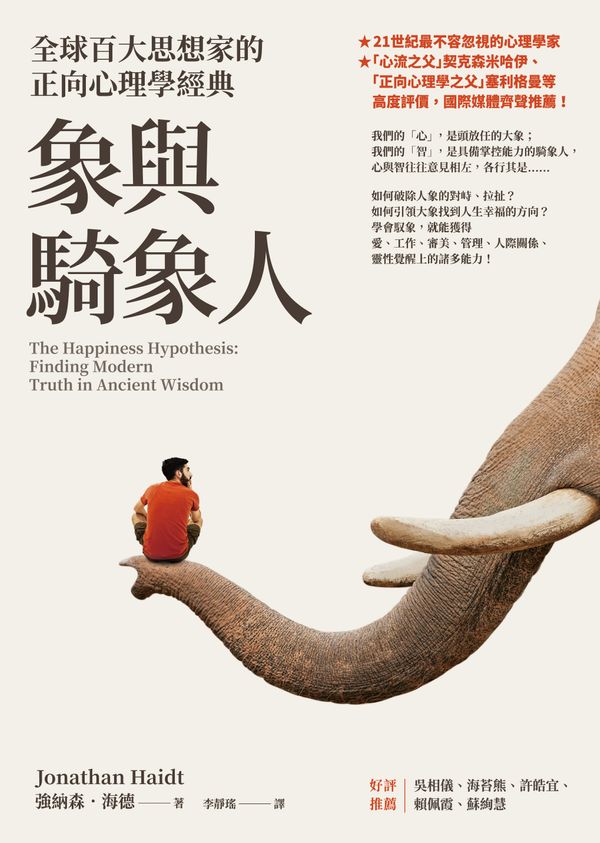 全球百大思想家的
正向心理學經典
象與
騎象人
The Happiness Hypothesis:
Finding Modern
Truth in Ancient Wisdom
★21世紀最不容忽視的心理學家
★「心流之父」契克森米哈伊、
「正向心理學之父」塞利格曼等
高度評價，國際媒體齊聲推薦！
我們的「心」，是頭放任的大象；
我們的「智」，是具備掌控能力的騎象人，
心與智往往意見相左，各行其是......
如何破除人象的對峙、拉扯？
如何引領大象找到人生幸福的方向？
學會馭象，就能獲得
愛、工作、審美、管理、人際關係、
靈性覺醒上的諸多能力！
Jonathan Haidt
強納森・海德——著 李靜瑤——譯
好評
推薦
吳相儀、海苔熊、許皓宜、
賴佩霞、蘇絢慧